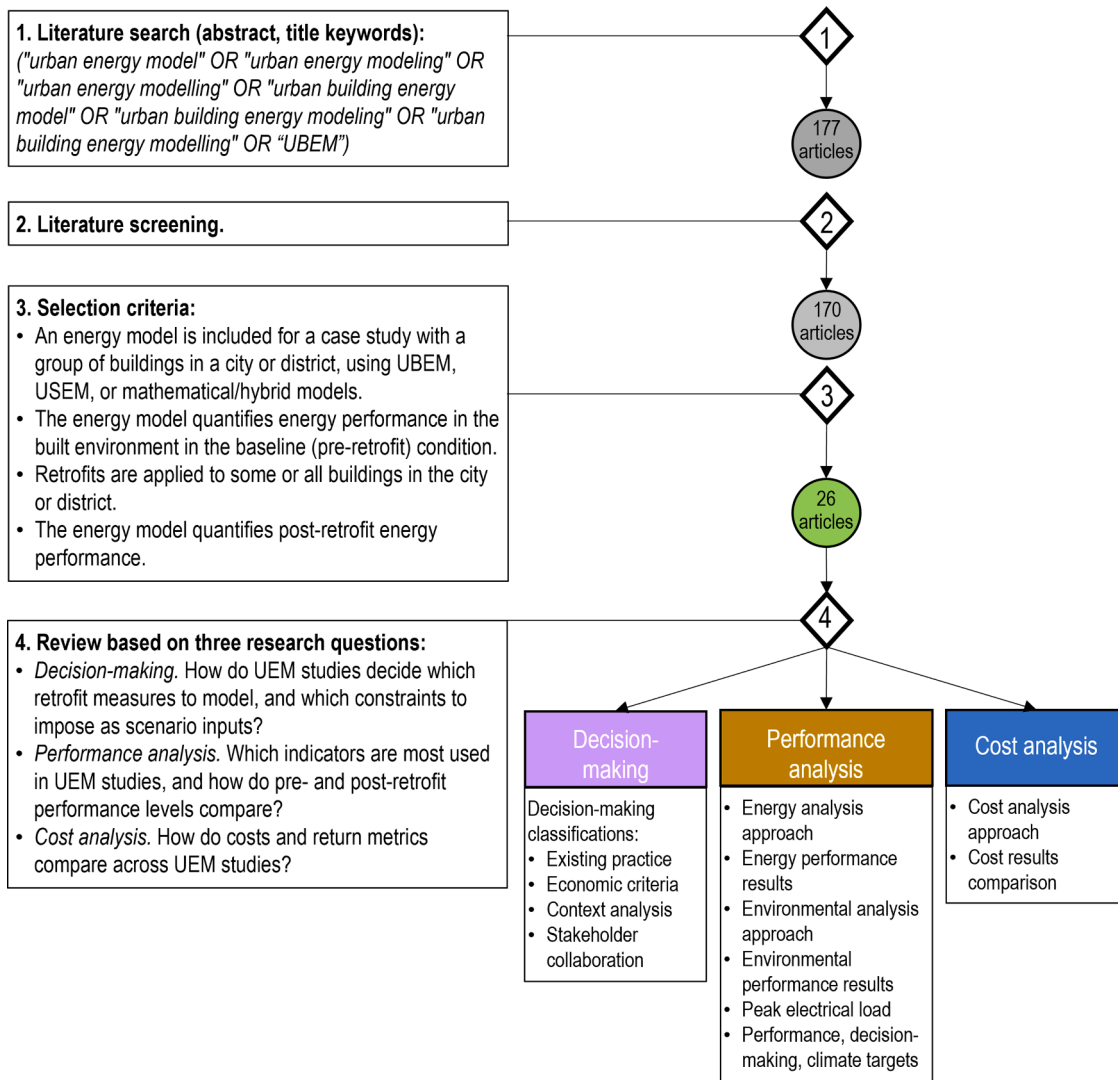 1. Literature search (abstract, title keywords):
("urban energy model" OR "urban energy modeling" OR
"urban energy modelling" OR "urban building energy
model" OR "urban building energy modeling" OR "urban
building energy modelling" OR “UBEM”)
1
177
articles
2. Literature screening.
2
170
articles
3. Selection criteria:
• An energy model is included for a case study with a
group of buildings in a city or district, using UBEM,
USEM, or mathematical/hybrid models.
• The energy model quantifies energy performance in the
built environment in the baseline (pre-retrofit) condition.
• Retrofits are applied to some or all buildings in the city
or district.
• The energy model quantifies post-retrofit energy
performance.
3
26
articles
4. Review based on three research questions:
• Decision-making. How do UEM studies decide which
retrofit measures to model, and which constraints to
impose as scenario inputs?
• Performance analysis. Which indicators are most used
in UEM studies, and how do pre- and post-retrofit
performance levels compare?
• Cost analysis. How do costs and return metrics
compare across UEM studies?
4
Decision-
making
Decision-making
classifications:
• Existing practice
• Economic criteria
• Context analysis
• Stakeholder
collaboration
Performance
analysis
• Energy analysis
approach
• Energy performance
results
• Environmental analysis
approach
• Environmental
performance results
• Peak electrical load
• Performance, decision-
making, climate targets
Cost analysis
• Cost analysis
approach
• Cost results
comparison